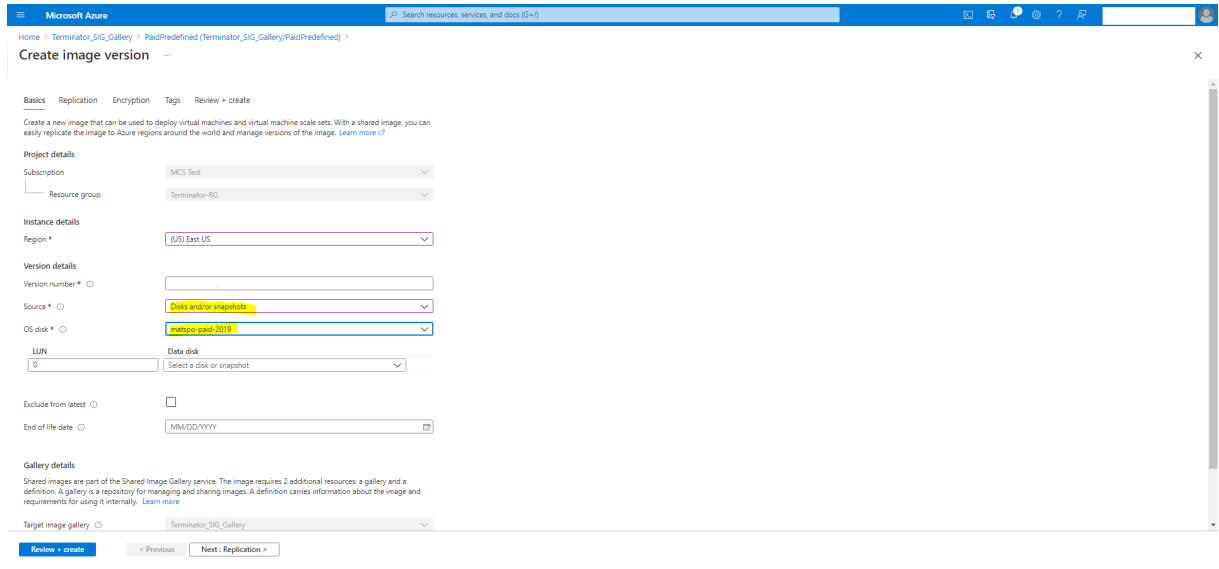 Microsoft Azure
Search resources, services, and docs (G+/)
Home > Terminator_SIG_Gallery > PaidPredefined (Terminator_SIG_Gallery/PaidPredefined) >
Create image version ...
Basics Replication Encryption Tags Review + create
Create a new image that can be used to deploy virtual machines and virtual machine scale sets. With a shared image, you can
easily replicate the image to Azure regions around the world and manage versions of the image. Learn more
Project details
Subscription MCS Test
Resource group Terminator-RG
Instance details
Region * (US) East US
Version details
Version number *
Source * Disks and/or snapshots
OS disk * matspo-paid-2019
LUN Data disk
0 Select a disk or snapshot
Exclude from latest
End of life date MM/DD/YYYY
Gallery details
Shared images are part of the Shared Image Gallery service. The image requires 2 additional resources: a gallery and a
definition. A gallery is a repository for managing and sharing images. A definition carries information about the image and
requirements for using it internally. Learn more
Target image gallery Terminator_SIG_Gallery
Review + create < Previous Next : Replication >